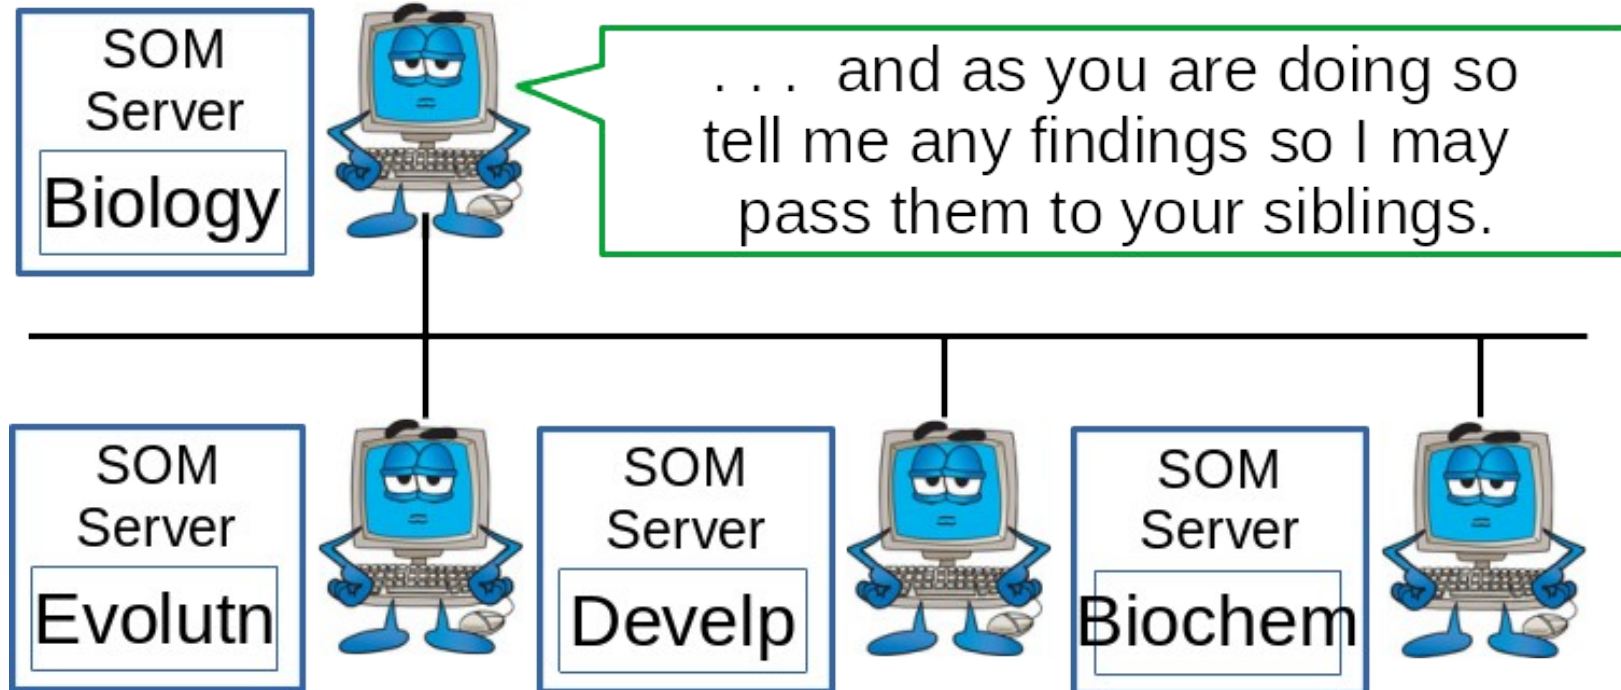 SOM
Server
Biology
. . .  and as you are doing so
tell me any findings so I may
pass them to your siblings.
SOM
Server
Evolutn
SOM
Server
Develp
SOM
Server
Biochem